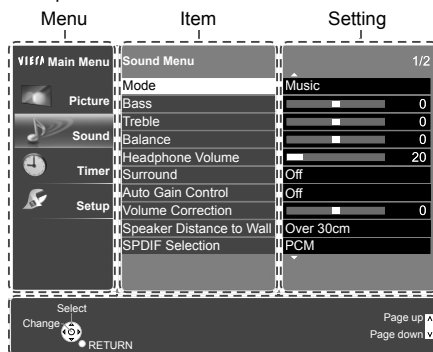 Menu Item Setting
VIERA Main Menu
Picture
Sound
Timer
Setup
Sound Menu 1/2
Mode Music
Bass 0
Treble 0
Balance 0
Headphone Volume 20
Surround Off
Auto Gain Control Off
Volume Correction 0
Speaker Distance to Wall Over 30cm
SPDIF Selection PCM
Select
Change
RETURN
Page up
Page down